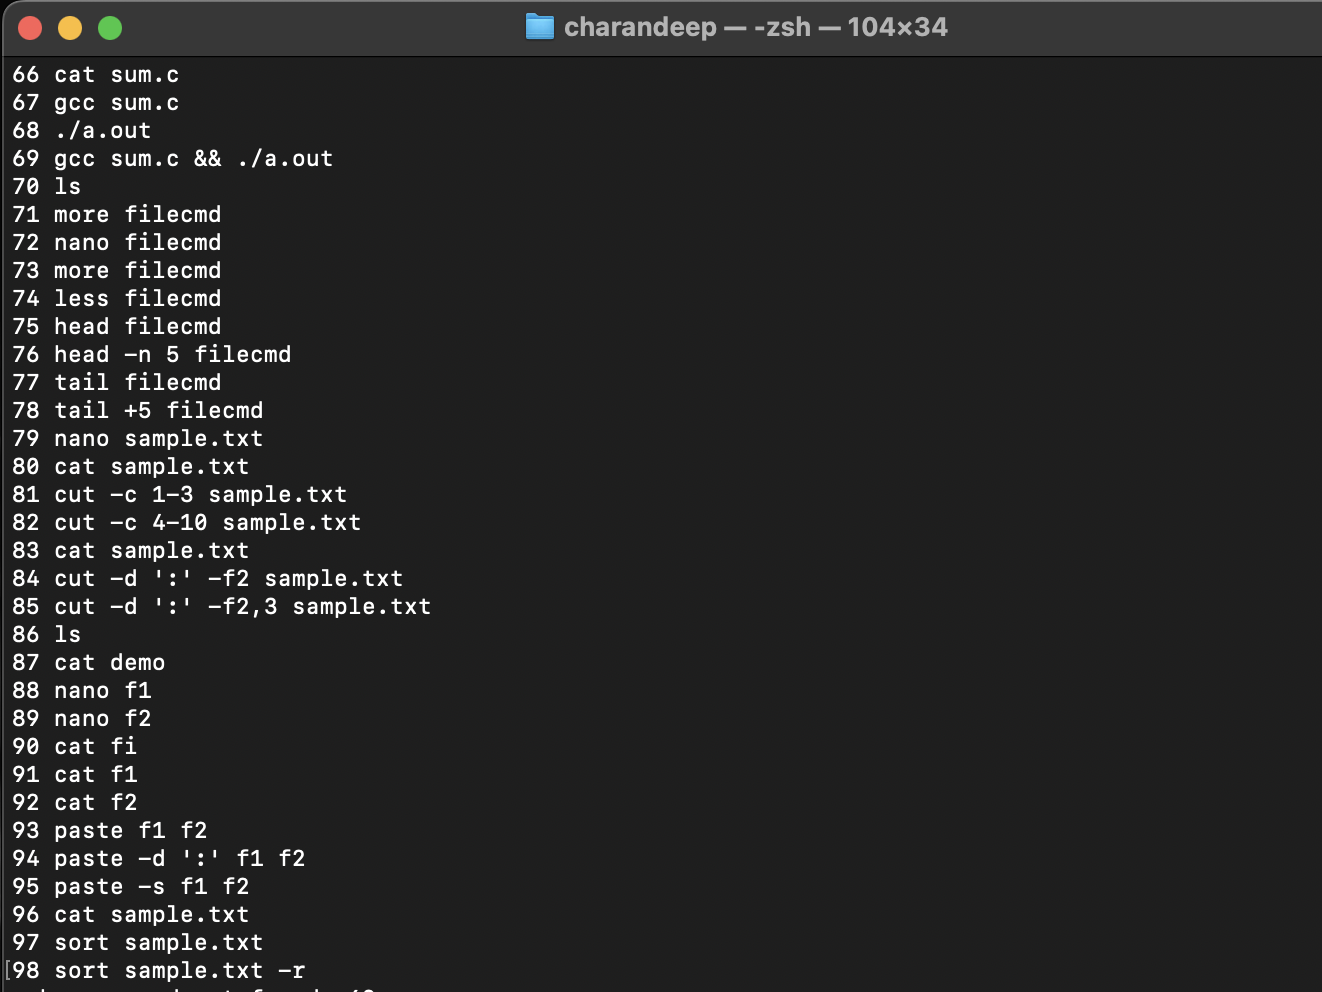 charandeep — -zsh — 104×34
66 cat sum.c
67 gcc sum.c
68 ./a.out
69 gcc sum.c && ./a.out
70 ls
71 more filecmd
72 nano filecmd
73 more filecmd
74 less filecmd
75 head filecmd
76 head -n 5 filecmd
77 tail filecmd
78 tail +5 filecmd
79 nano sample.txt
80 cat sample.txt
81 cut -c 1-3 sample.txt
82 cut -c 4-10 sample.txt
83 cat sample.txt
84 cut -d ':' -f2 sample.txt
85 cut -d ':' -f2,3 sample.txt
86 ls
87 cat demo
88 nano f1
89 nano f2
90 cat fi
91 cat f1
92 cat f2
93 paste f1 f2
94 paste -d ':' f1 f2
95 paste -s f1 f2
96 cat sample.txt
97 sort sample.txt
[98 sort sample.txt -r